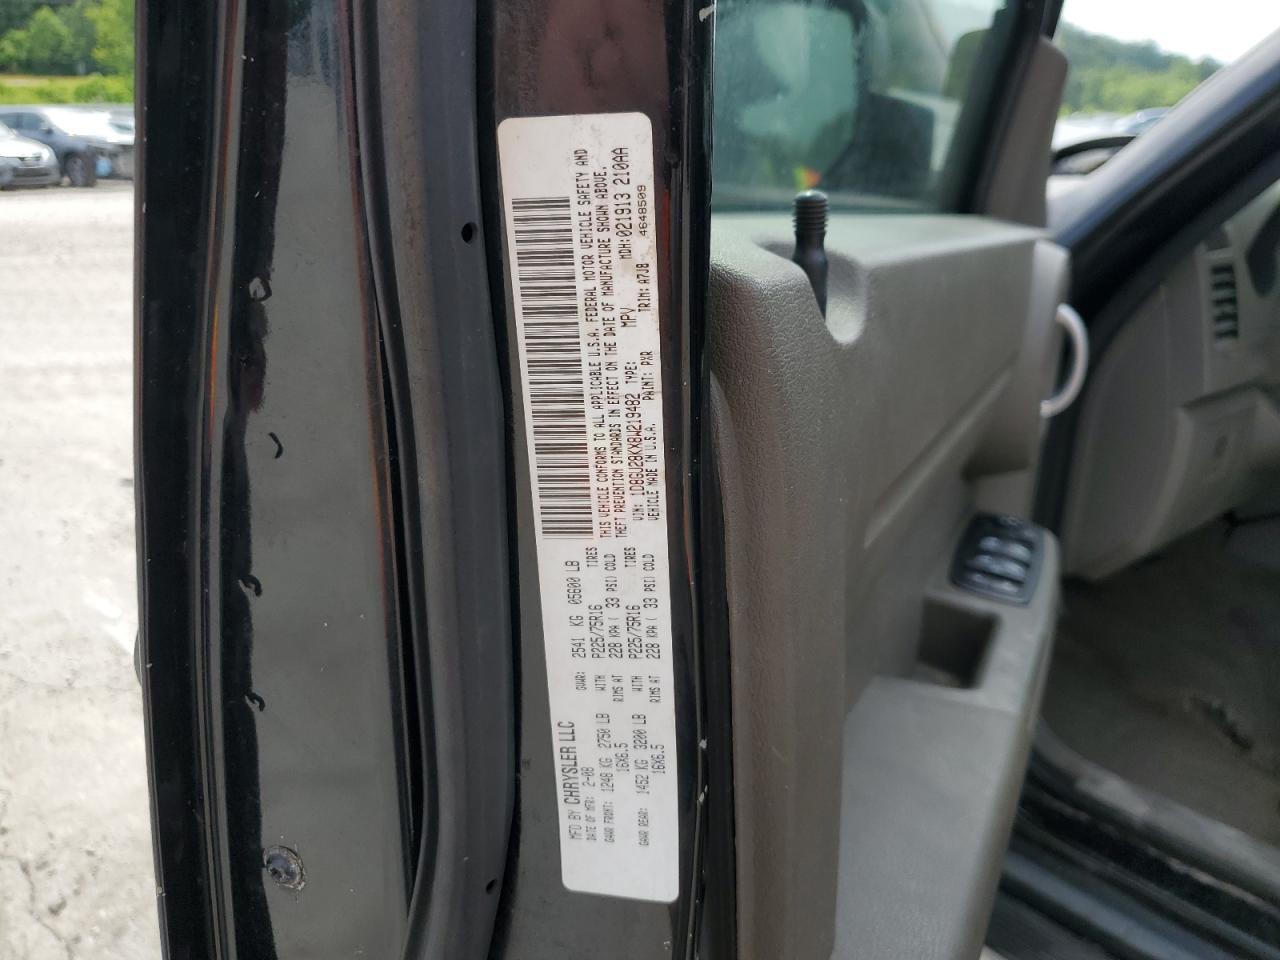 MFD BY CHRYSLER LLC
DATE OF MFR: 2-08
GVWR: 2541 KG 05600 LB
GAWR FRONT: 1248 KG 2750 LB WITH P225/75R16 TIRES
16X6.5 RIMS AT 228 KPA ( 33 PSI) COLD
GAWR REAR: 1452 KG 3200 LB WITH P225/75R16 TIRES
16X6.5 RIMS AT 228 KPA ( 33 PSI) COLD
THIS VEHICLE CONFORMS TO ALL APPLICABLE U.S.A. FEDERAL MOTOR VEHICLE SAFETY AND
THEFT PREVENTION STANDARDS IN EFFECT ON THE DATE OF MANUFACTURE SHOWN ABOVE.
MDH: 021913 210AA
VIN: 1D8GU28KX8W219482 TYPE: MPV
VEHICLE MADE IN U.S.A. PAINT: PXR TRIM: A7J8 4648509